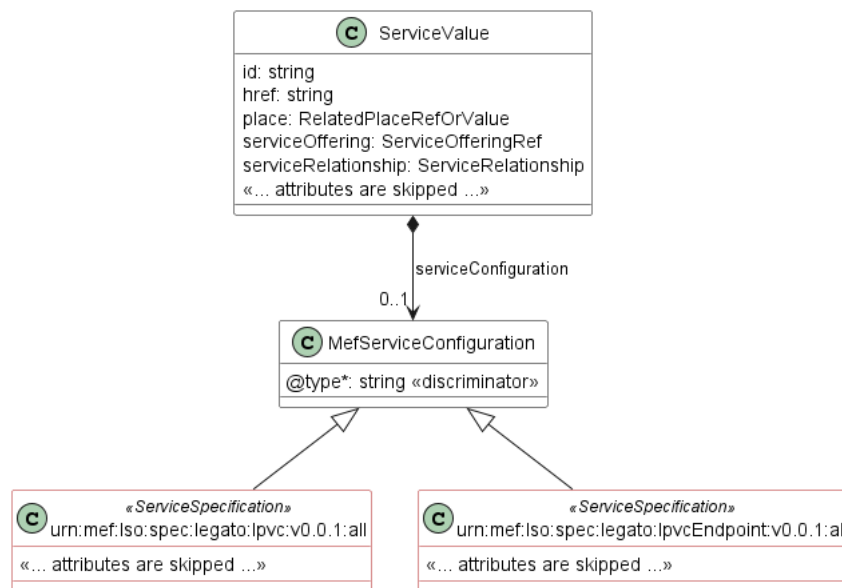 C ServiceValue
id: string
href: string
place: RelatedPlaceRefOrValue
serviceOffering: ServiceOfferingRef
serviceRelationship: ServiceRelationship
«... attributes are skipped ...»
serviceConfiguration
0..1
C MefServiceConfiguration
@type*: string «discriminator»
«ServiceSpecification»
C urn:mef:lso:spec:legato:Ipvc:v0.0.1:all
«... attributes are skipped ...»
«ServiceSpecification»
C urn:mef:lso:spec:legato:IpvcEndpoint:v0.0.1:al
«... attributes are skipped ...»